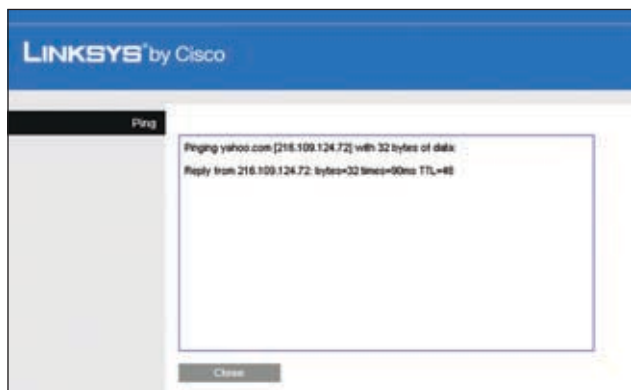 LINKSYS® by Cisco
Ping
Pinging yahoo.com [216.109.124.72] with 32 bytes of data:
Reply from 216.109.124.72: bytes=32 times=90ms TTL=48
Close